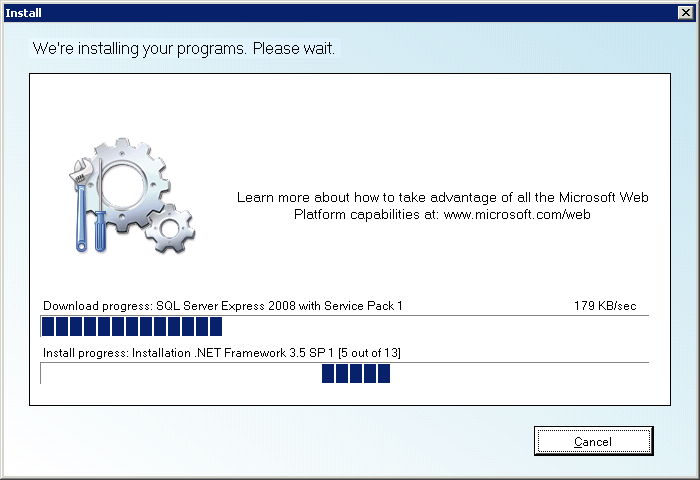 Install
We're installing your programs. Please wait.
Learn more about how to take advantage of all the Microsoft Web
Platform capabilities at: www.microsoft.com/web
Download progress: SQL Server Express 2008 with Service Pack 1 179 KB/sec
Install progress: Installation .NET Framework 3.5 SP 1 [5 out of 13]
Cancel